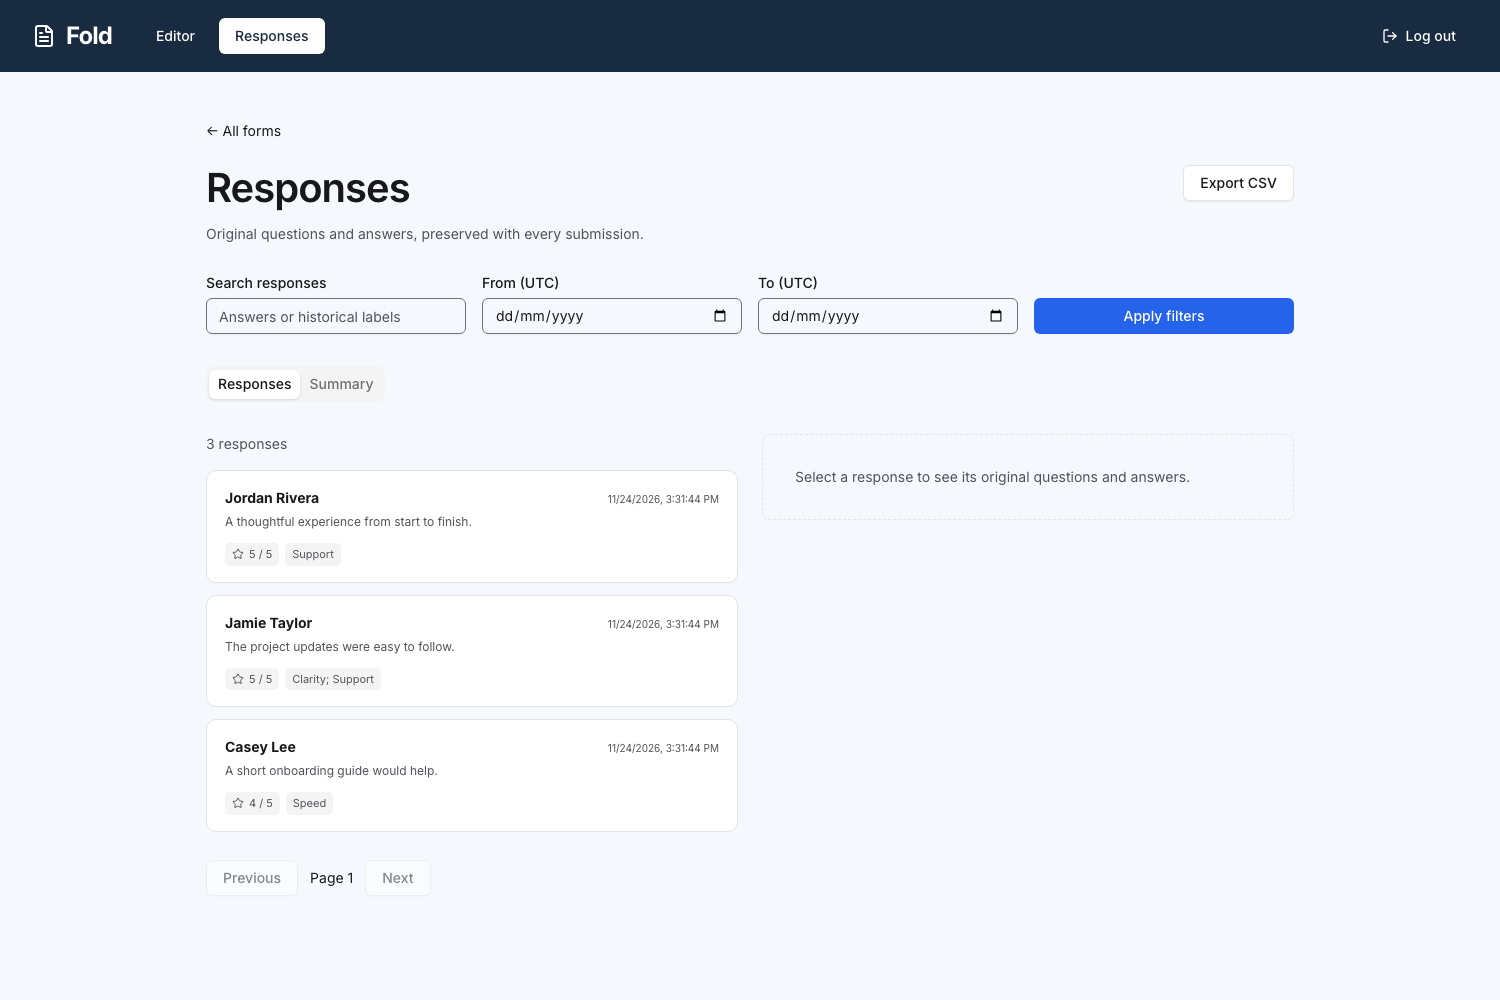 Fold
Editor
Responses
Log out
← All forms
Responses
Export CSV
Original questions and answers, preserved with every submission.
Search responses
From (UTC)
To (UTC)
Answers or historical labels
dd/mm/yyyy
dd/mm/yyyy
Apply filters
Responses
Summary
3 responses
Select a response to see its original questions and answers.
Jordan Rivera
11/24/2026, 3:31:44 PM
A thoughtful experience from start to finish.
5 / 5
Support
Jamie Taylor
11/24/2026, 3:31:44 PM
The project updates were easy to follow.
5 / 5
Clarity; Support
Casey Lee
11/24/2026, 3:31:44 PM
A short onboarding guide would help.
4 / 5
Speed
Previous
Page 1
Next